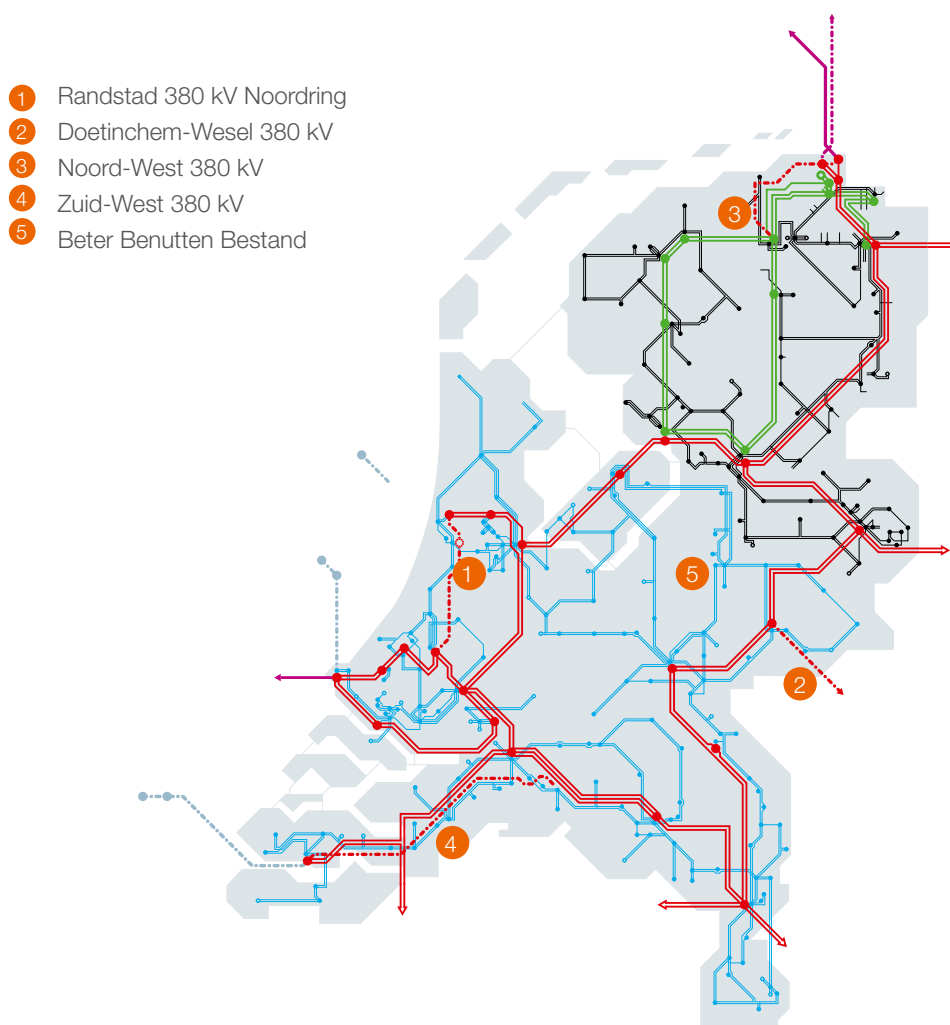 1 Randstad 380 kV Noordring
2 Doetinchem-Wesel 380 kV
3 Noord-West 380 kV
4 Zuid-West 380 kV
5 Beter Benutten Bestand
3
1
5
2
4